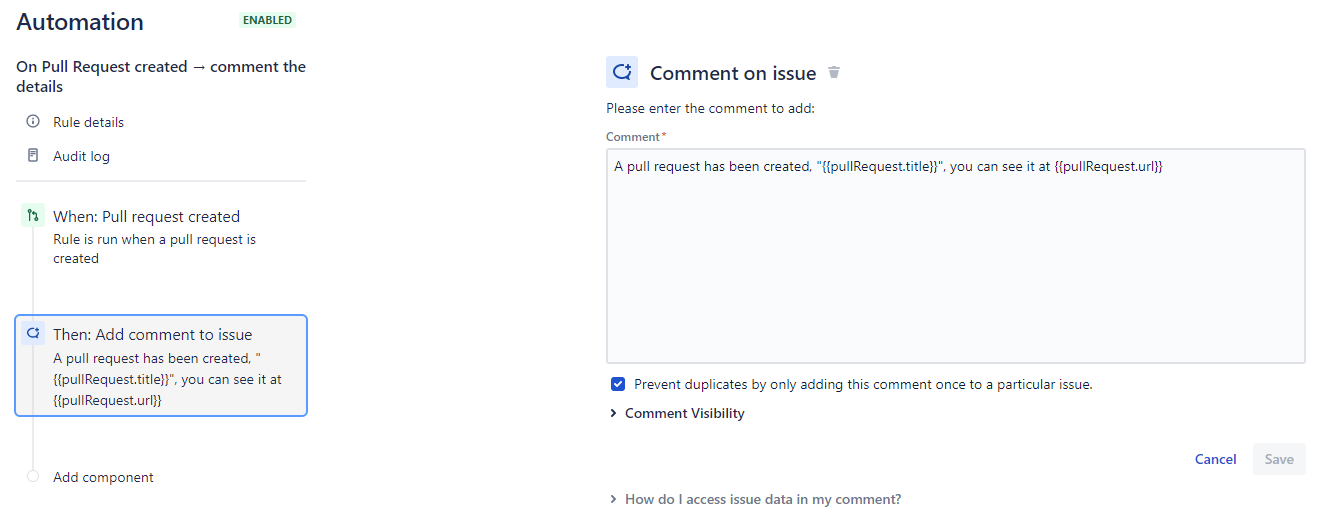 Automation
ENABLED
On Pull Request created → comment the
details
Rule details
Audit log
When: Pull request created
Rule is run when a pull request is
created
Then: Add comment to issue
A pull request has been created, "
{{pullRequest.title}}", you can see it at
{{pullRequest.url}}
Add component
Comment on issue
Please enter the comment to add:
Comment*
A pull request has been created, "{{pullRequest.title}}", you can see it at {{pullRequest.url}}
Prevent duplicates by only adding this comment once to a particular issue.
Comment Visibility
Cancel
Save
How do I access issue data in my comment?